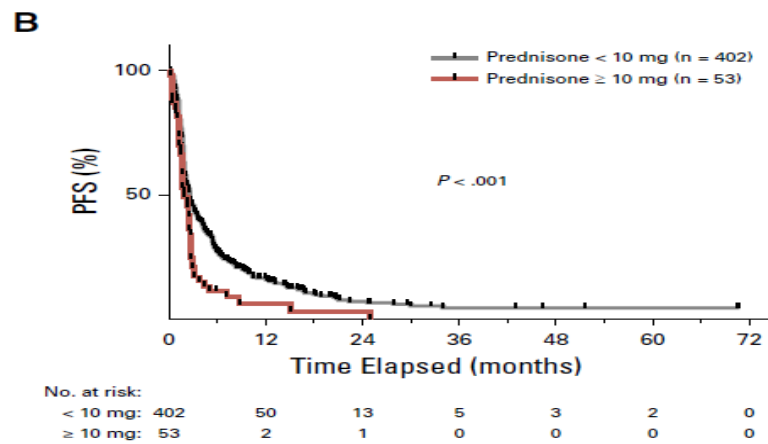 B
Prednisone < 10 mg (n = 402)
Prednisone ≥ 10 mg (n = 53)
100
50
PFS (%)
P < .001
0 12 24 36 48 60 72
Time Elapsed (months)
No. at risk:
< 10 mg: 402 50 13 5 3 2 0
≥ 10 mg: 53 2 1 0 0 0 0